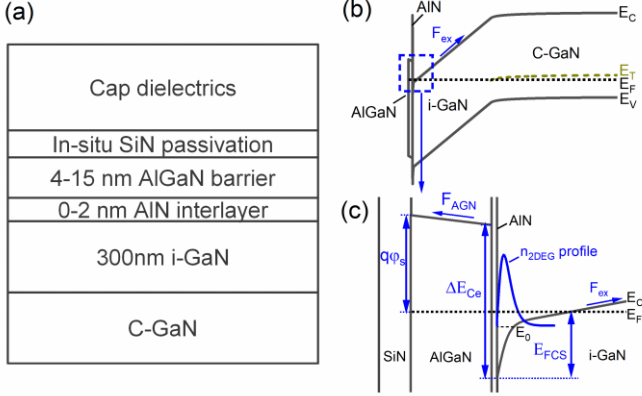 (a)
Cap dielectrics
In-situ SiN passivation
4-15 nm AlGaN barrier
0-2 nm AlN interlayer
300nm i-GaN
C-GaN
(b)
AlN
F_ex
E_C
C-GaN
E_T
E_F
E_V
AlGaN
i-GaN
(c)
F_AGN
AlN
n_2DEG profile
qφ_s
ΔE_Ce
F_ex
E_C
E_F
E_0
E_FCS
SiN
AlGaN
i-GaN